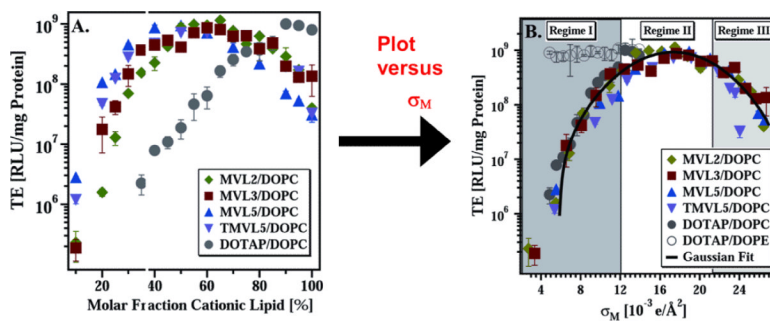 A.
10⁹
10⁸
10⁷
10⁶
TE [RLU/mg Protein]
MVL2/DOPC
MVL3/DOPC
MVL5/DOPC
TMVL5/DOPC
DOTAP/DOPC
20 40 60 80 100
Molar Fraction Cationic Lipid [%]
Plot
versus
σM
B.
Regime I Regime II Regime III
10⁹
10⁸
10⁷
10⁶
TE [RLU/mg Protein]
MVL2/DOPC
MVL3/DOPC
MVL5/DOPC
TMVL5/DOPC
DOTAP/DOPC
DOTAP/DOPE
Gaussian Fit
4 8 12 16 20 24
σM [10⁻³ e/Å²]